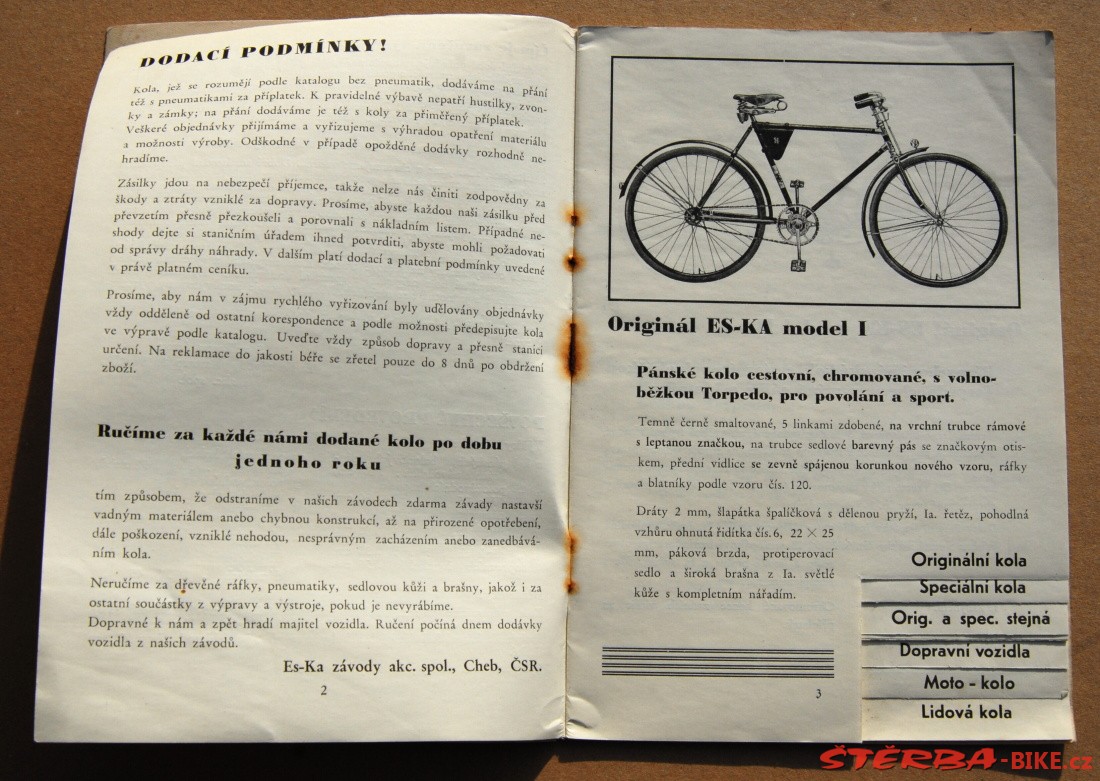 DODACÍ PODMÍNKY!
Kola, jež se rozumějí podle katalogu bez pneumatik, dodáváme na přání
též s pneumatikami za příplatek. K pravidelné výbavě nepatří hustilky, zvon-
ky a zámky; na přání dodáváme je též s koly za přiměřený příplatek.
Veškeré objednávky přijímáme a vyřizujeme s výhradou opatření materiálu
a možnosti výroby. Odškodné v případě opožděné dodávky rozhodně ne-
hradíme.
Zásilky jdou na nebezpečí příjemce, takže nelze nás činiti zodpovědny za
škody a ztráty vzniklé za dopravy. Prosíme, abyste každou naši zásilku před
převzetím přesně přezkoušeli a porovnali s nákladním listem. Případné ne-
shody dejte si staničním úřadem ihned potvrditi, abyste mohli požadovati
od správy dráhy náhrady. V dalším platí dodací a platební podmínky uvedené
v právě platném ceníku.
Prosíme, aby nám v zájmu rychlého vyřizování byly udělovány objednávky
vždy odděleně od ostatní korespondence a podle možnosti předepisujte kola
ve výpravě podle katalogu. Uveďte vždy způsob dopravy a přesně stanici
určení. Na reklamace do jakosti béře se zřetel pouze do 8 dnů po obdržení
zboží.
Ručíme za každé námi dodané kolo po dobu
jednoho roku
tím způsobem, že odstraníme v našich závodech zdarma závady nastavší
vadným materiálem anebo chybnou konstrukcí, až na přirozené opotřebení,
dále poškození, vzniklé nehodou, nesprávným zacházením anebo zanedbává-
ním kola.
Neručíme za dřevěné ráfky, pneumatiky, sedlovou kůži a brašny, jakož i za
ostatní součástky z výpravy a výstroje, pokud je nevyrábíme.
Dopravné k nám a zpět hradí majitel vozidla. Ručení počíná dnem dodávky
vozidla z našich závodů.
Es-Ka závody akc. spol., Cheb, ČSR.
2
Originál ES-KA model I
Pánské kolo cestovní, chromované, s volno-
běžkou Torpedo, pro povolání a sport.
Temně černě smaltované, 5 linkami zdobené, na vrchní trubce rámové
s leptanou značkou, na trubce sedlové barevný pás se značkovým otis-
kem, přední vidlice se zevně spájenou korunkou nového vzoru, ráfky
a blatníky podle vzoru čís. 120.
Dráty 2 mm, šlapátka špalíčková s dělenou pryží, Ia. řetěz, pohodlná
vzhůru ohnutá řidítka čís. 6, 22 × 25
mm, páková brzda, protiperovací
sedlo a široká brašna z Ia. světlé
kůže s kompletním nářadím.
3
Originální kola
Speciální kola
Orig. a spec. stejná
Dopravní vozidla
Moto - kolo
Lidová kola
ŠTĚRBA-BIKE.cz